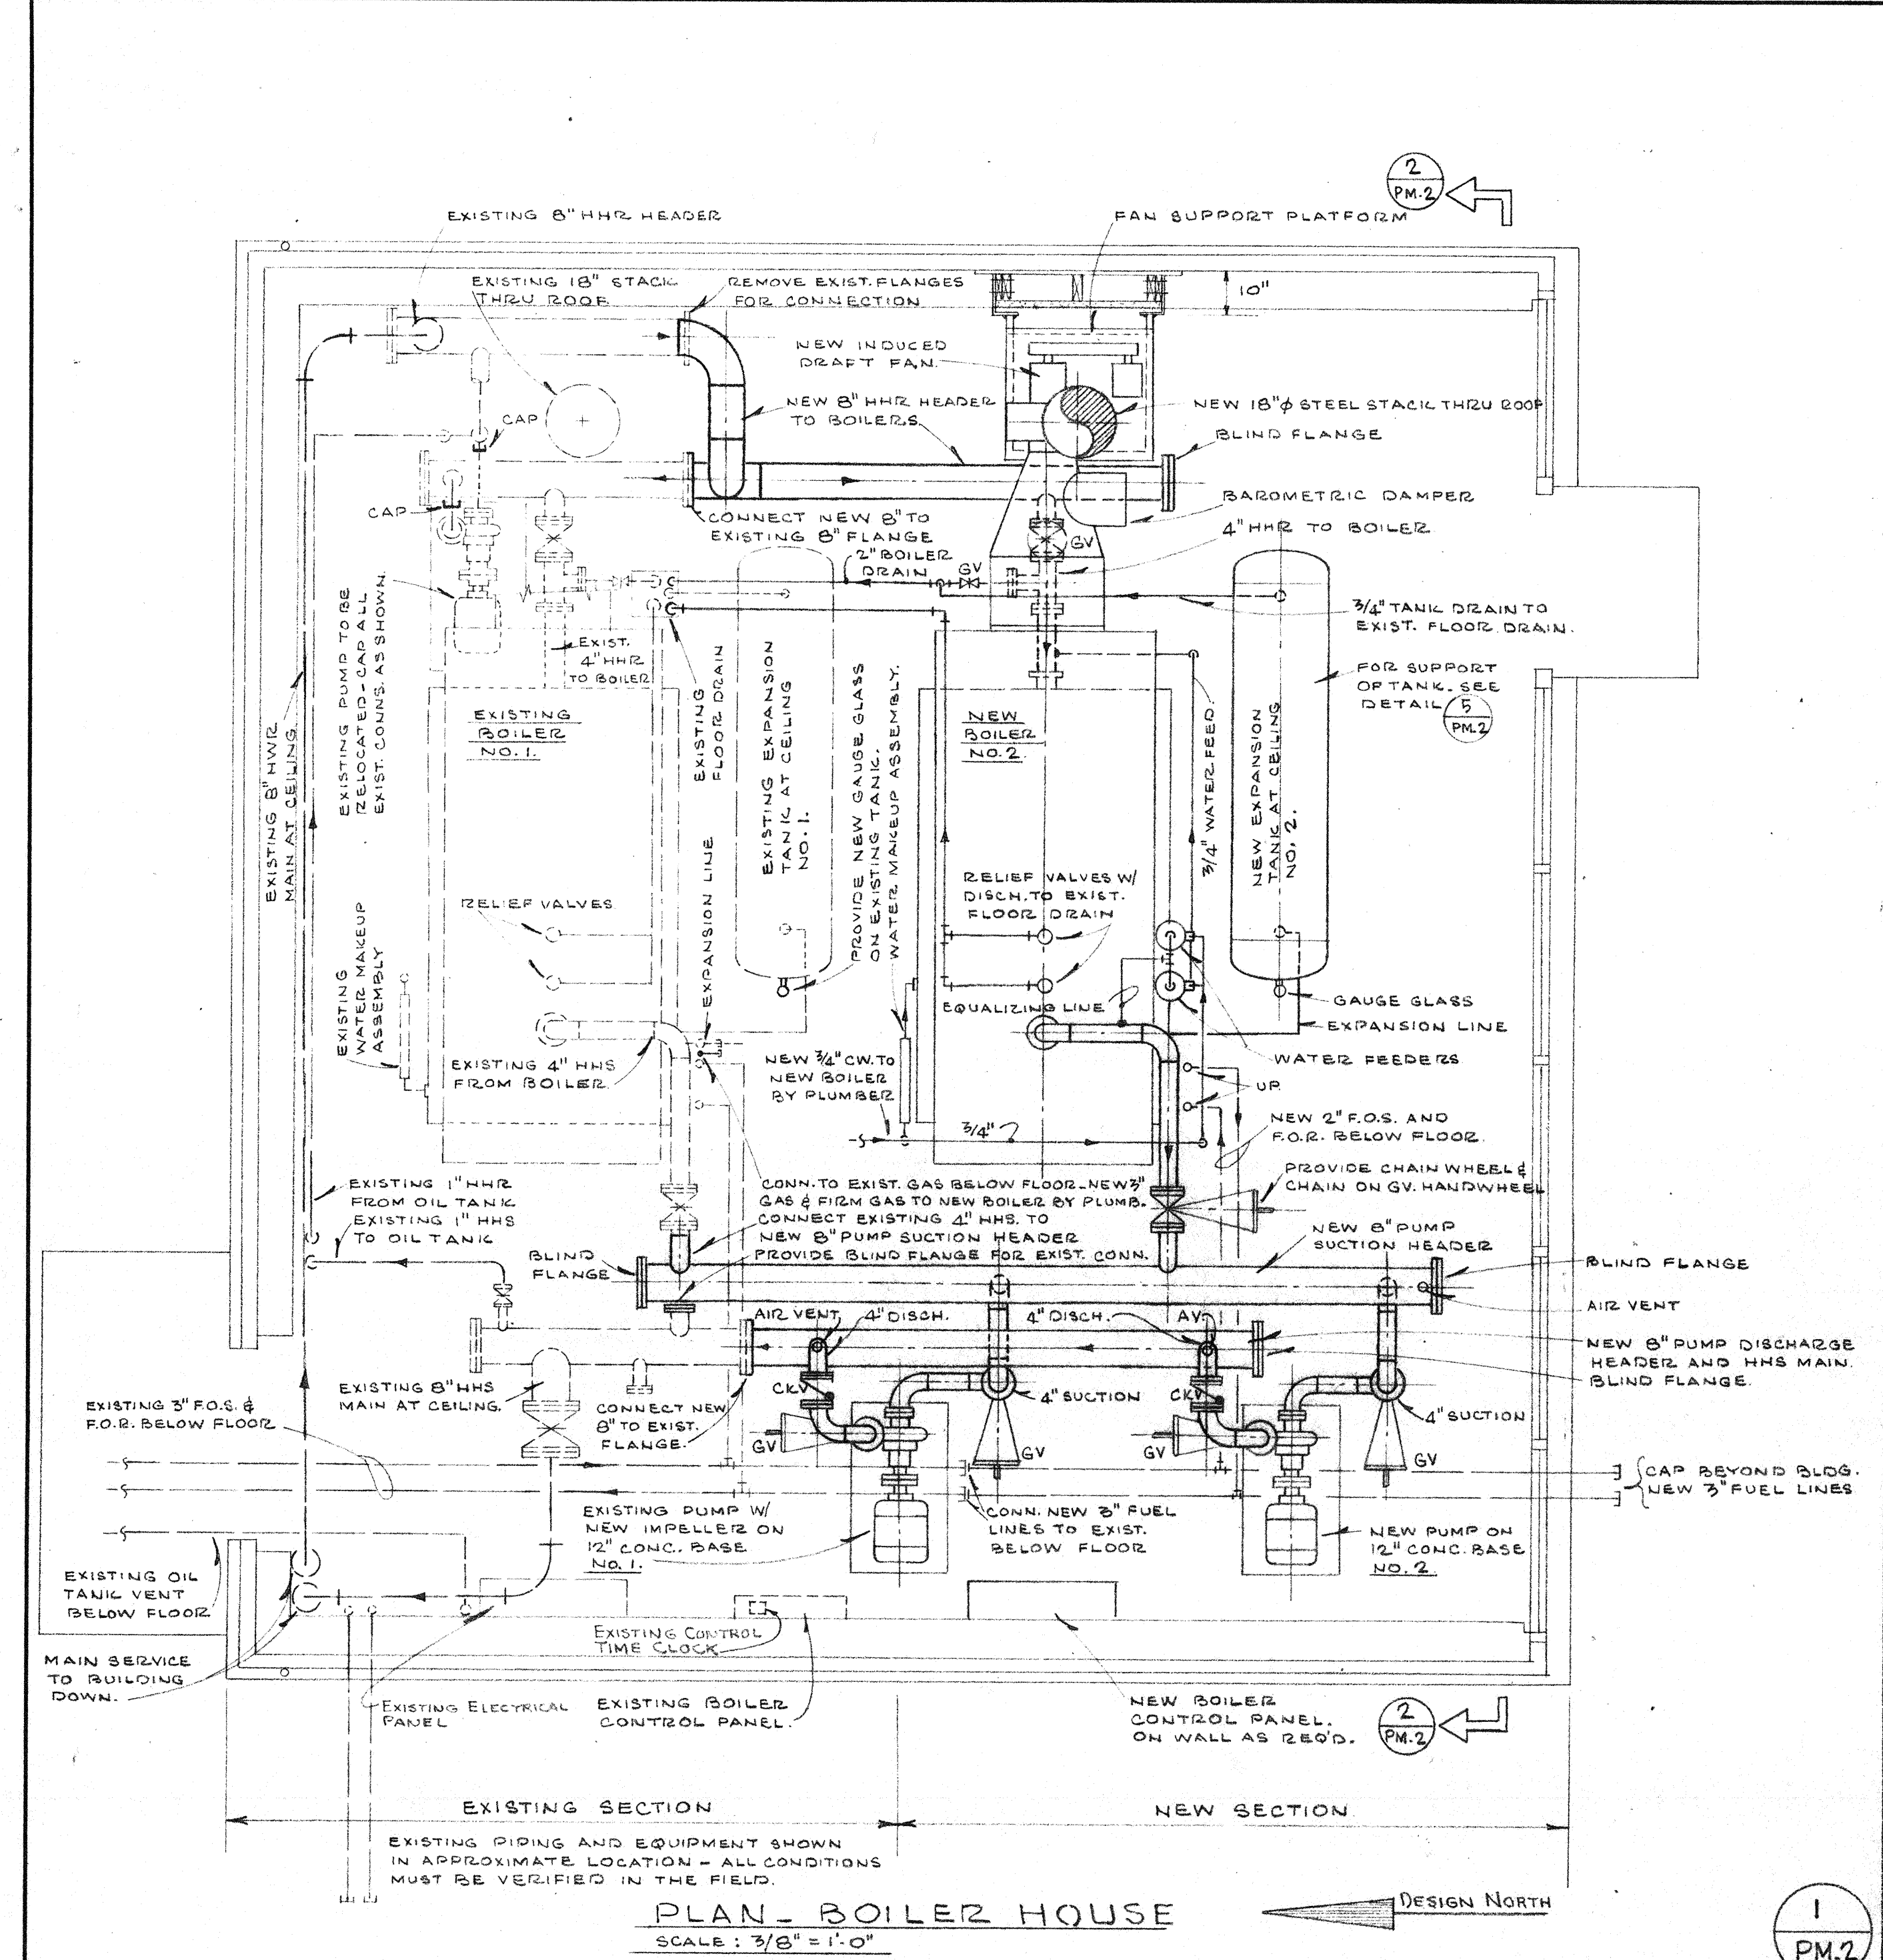 2
PM.2
EXISTING 8" HHR HEADER
FAN SUPPORT PLATFORM
EXISTING 18" STACK
THRU ROOF
REMOVE EXIST. FLANGES
FOR CONNECTION
10"
NEW INDUCED
DRAFT FAN.
NEW 8" HHR HEADER
TO BOILERS
NEW 18"φ STEEL STACK THRU ROOF
BLIND FLANGE
CAP
CAP
BAROMETRIC DAMPER
4" HHR TO BOILER
CONNECT NEW 8" TO
EXISTING 8" FLANGE
2" BOILER
DRAIN
GV
GV
3/4" TANK DRAIN TO
EXIST. FLOOR DRAIN.
EXISTING PUMP TO BE
RELOCATED - CAP ALL
EXIST. CONNS. AS SHOWN.
EXIST.
4" HHR
TO BOILER
EXISTING
FLOOR DRAIN
EXISTING EXPANSION
TANK AT CEILING
NO. 1.
PROVIDE NEW GAUGE GLASS
ON EXISTING TANK.
WATER MAKEUP ASSEMBLY.
FOR SUPPORT
OF TANK. SEE
DETAIL
5
PM.2
EXISTING
BOILER
NO. 1.
NEW
BOILER
NO. 2.
3/4" WATER FEED.
NEW EXPANSION
TANK AT CEILING
NO. 2.
EXISTING 8" HWR
MAIN AT CEILING
RELIEF VALVES
EXPANSION LINE
RELIEF VALVES W/
DISCH. TO EXIST.
FLOOR DRAIN
EXISTING
WATER MAKEUP
ASSEMBLY
EQUALIZING LINE
GAUGE GLASS
EXPANSION LINE
WATER FEEDERS
EXISTING 4" HHS
FROM BOILER.
NEW 3/4" CW. TO
NEW BOILER
BY PLUMBER
UP.
3/4"
NEW 2" F.O.S. AND
F.O.R. BELOW FLOOR.
PROVIDE CHAIN WHEEL &
CHAIN ON GV. HANDWHEEL
EXISTING 1" HHR
FROM OIL TANK
EXISTING 1" HHS
TO OIL TANK
CONN. TO EXIST. GAS BELOW FLOOR - NEW 3"
GAS & FIRM GAS TO NEW BOILER BY PLUMB.
CONNECT EXISTING 4" HHS. TO
NEW 8" PUMP SUCTION HEADER
PROVIDE BLIND FLANGE FOR EXIST. CONN.
NEW 8" PUMP
SUCTION HEADER
BLIND
FLANGE
BLIND FLANGE
AIR VENT
AIR VENT
4" DISCH.
4" DISCH.
AV.
NEW 8" PUMP DISCHARGE
HEADER AND HHS MAIN.
BLIND FLANGE.
EXISTING 8" HHS
MAIN AT CEILING.
CKV
4" SUCTION
CKV
4" SUCTION
EXISTING 3" F.O.S. &
F.O.R. BELOW FLOOR
CONNECT NEW
8" TO EXIST.
FLANGE.
GV
GV
GV
GV
CAP BEYOND BLDG.
NEW 3" FUEL LINES
EXISTING PUMP W/
NEW IMPELLER ON
12" CONC. BASE
NO. 1.
CONN. NEW 3" FUEL
LINES TO EXIST.
BELOW FLOOR
NEW PUMP ON
12" CONC. BASE
NO. 2.
EXISTING OIL
TANK VENT
BELOW FLOOR
EXISTING CONTROL
TIME CLOCK
MAIN SERVICE
TO BUILDING
DOWN.
EXISTING ELECTRICAL
PANEL
EXISTING BOILER
CONTROL PANEL.
NEW BOILER
CONTROL PANEL.
ON WALL AS REQ'D.
2
PM.2
EXISTING SECTION
NEW SECTION
EXISTING PIPING AND EQUIPMENT SHOWN
IN APPROXIMATE LOCATION - ALL CONDITIONS
MUST BE VERIFIED IN THE FIELD.
PLAN - BOILER HOUSE
SCALE : 3/8" = 1'-0"
DESIGN NORTH
1
PM.2